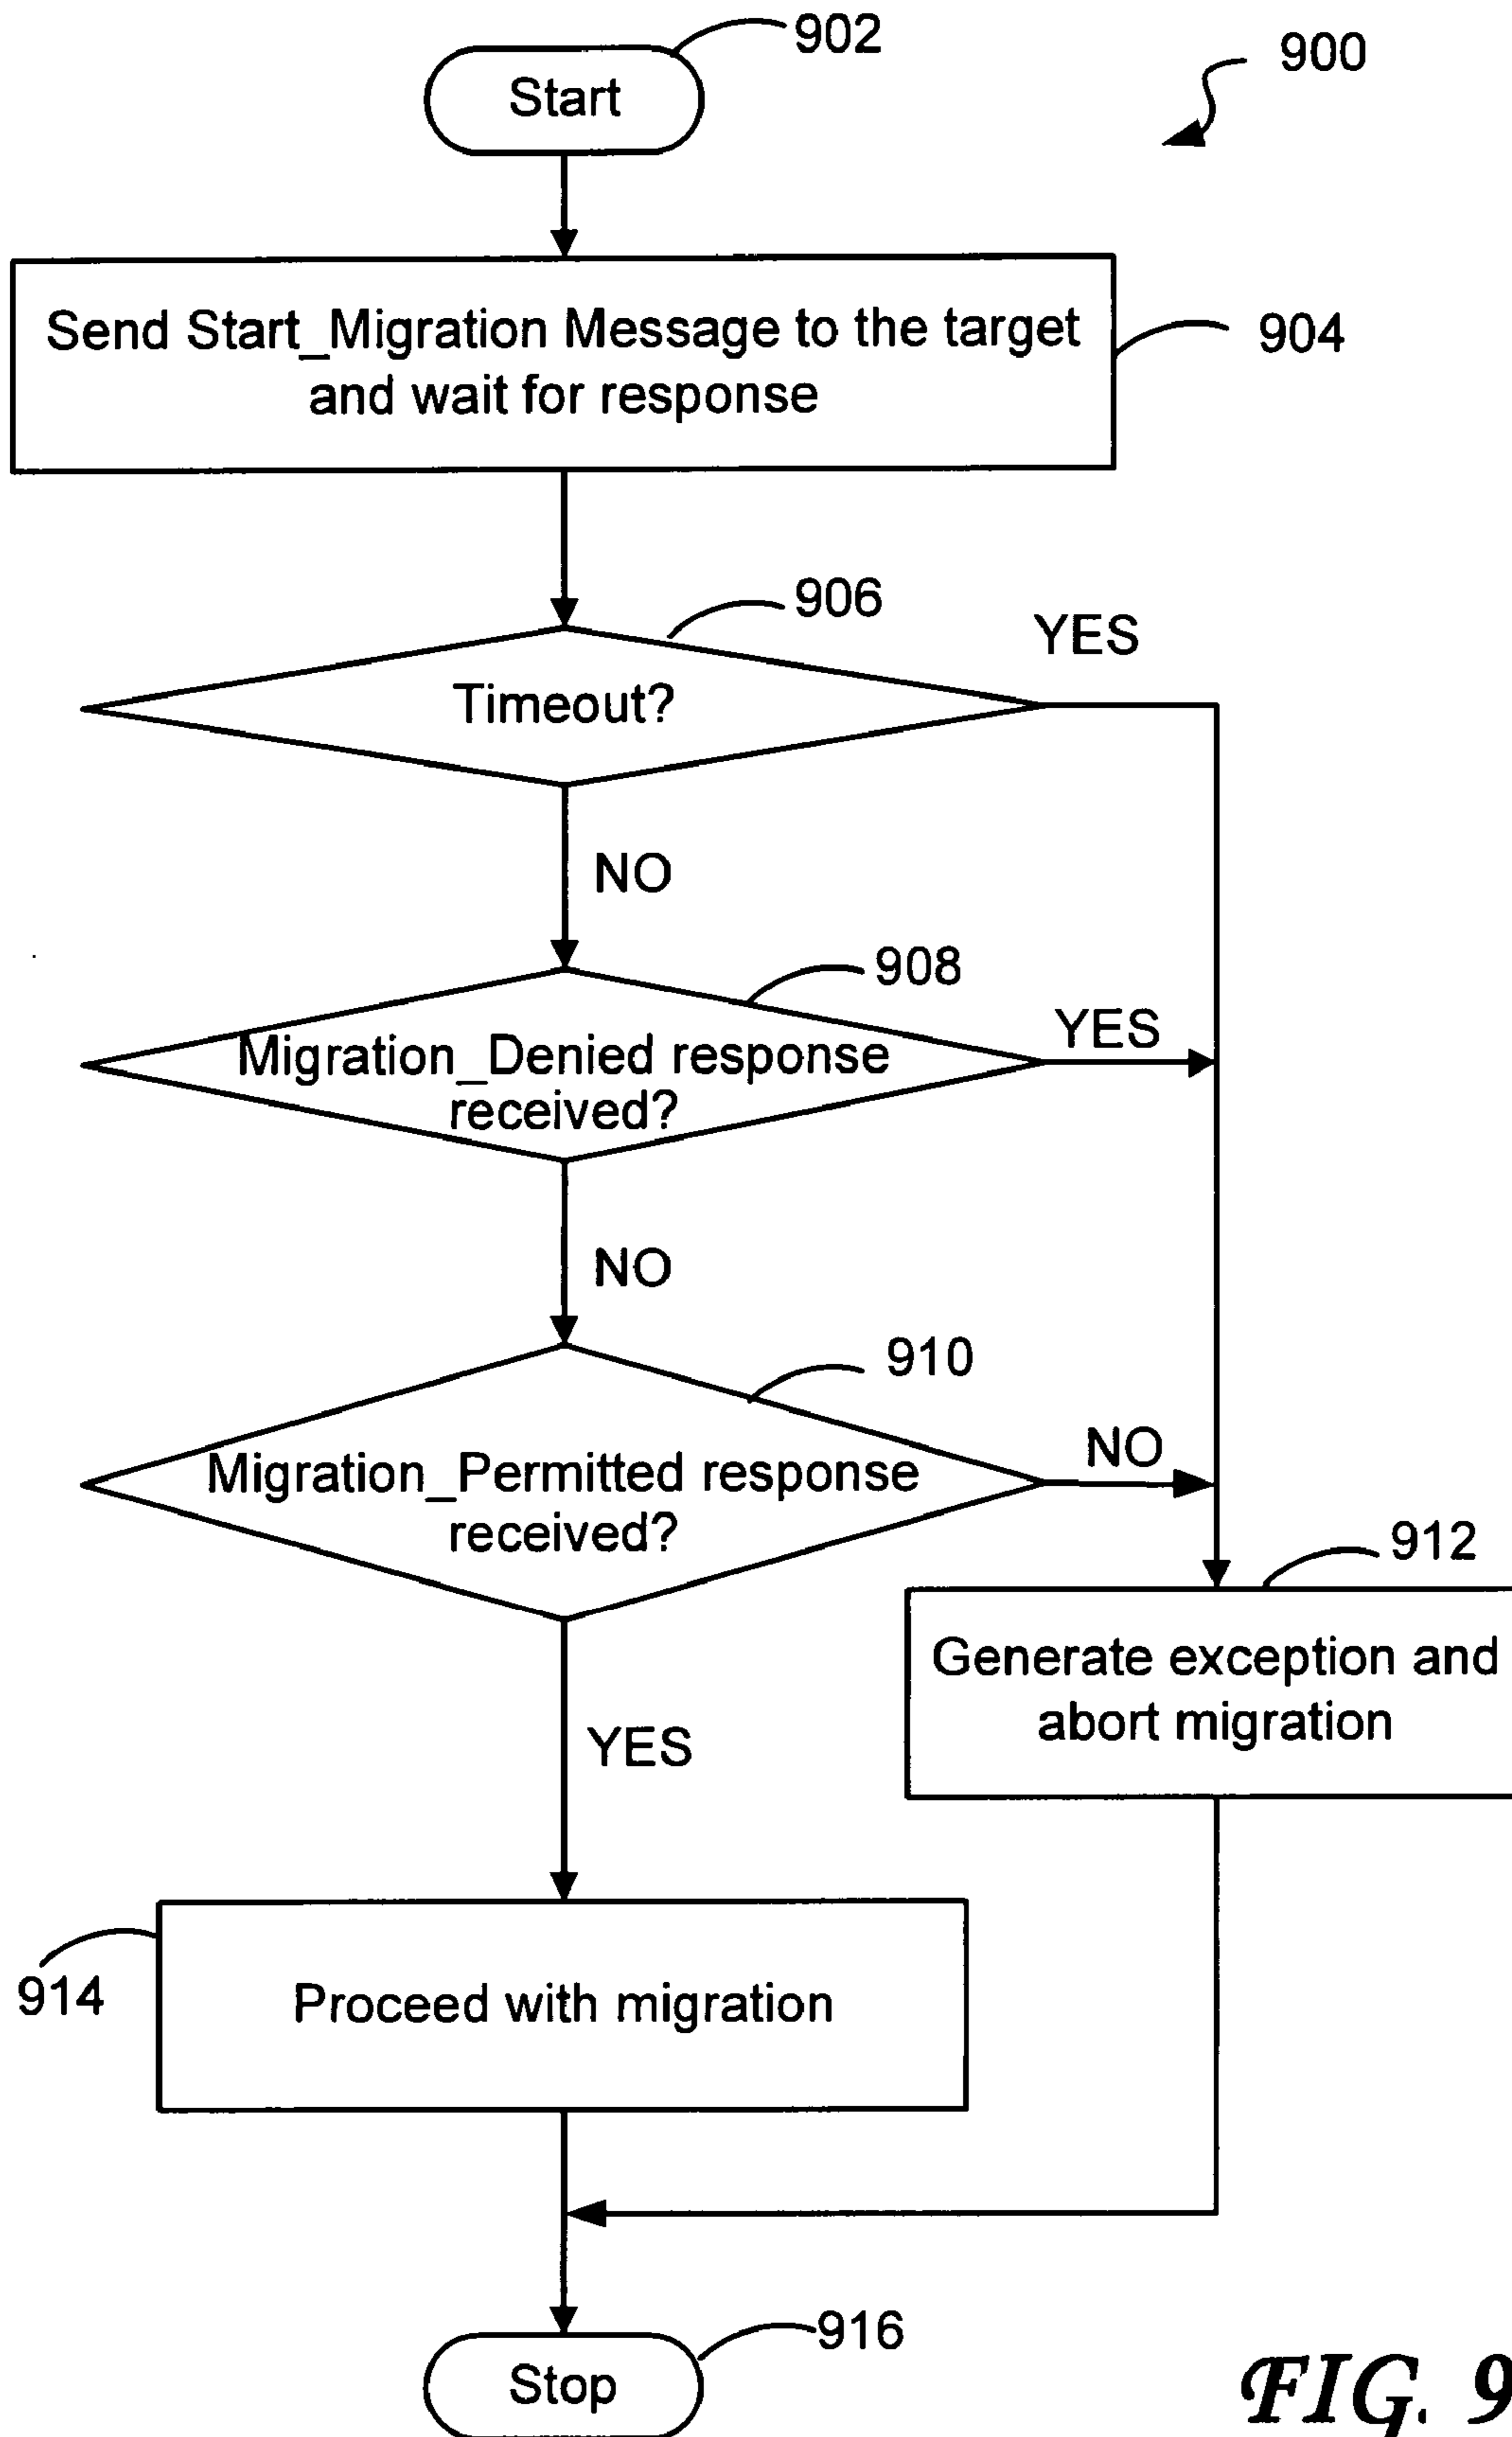 902
900
Start
Send Start_Migration Message to the target
and wait for response
904
906
YES
Timeout?
NO
908
YES
Migration_Denied response
received?
NO
910
NO
Migration_Permitted response
received?
912
Generate exception and
abort migration
YES
914
Proceed with migration
916
Stop
FIG. 9